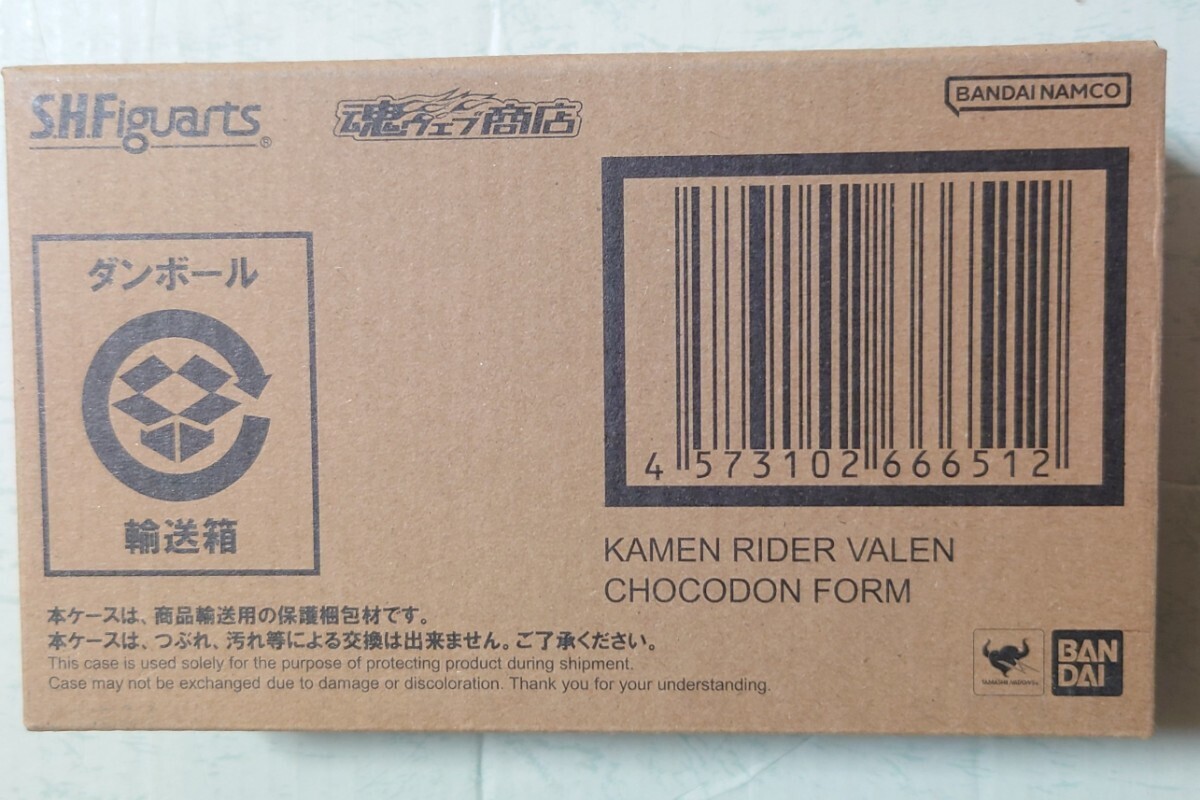 S.H.Figuarts®
魂ウェブ商店
BANDAI NAMCO
ダンボール
輸送箱
4 573102 666512
KAMEN RIDER VALEN
CHOCODON FORM
本ケースは、商品輸送用の保護梱包材です。
本ケースは、つぶれ、汚れ等による交換は出来ません。ご了承ください。
This case is used solely for the purpose of protecting product during shipment.
Case may not be exchanged due to damage or discoloration. Thank you for your understanding.
TAMASHII NATIONS
BAN
DAI